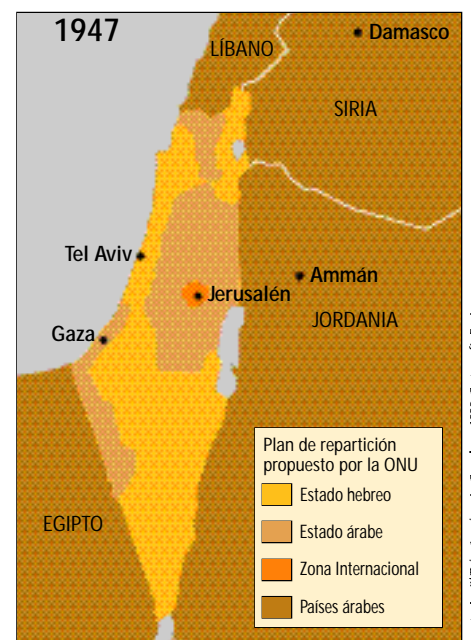 1947
Damasco
LÍBANO
SIRIA
Tel Aviv
Ammán
Jerusalén
JORDANIA
Gaza
EGIPTO
Plan de repartición
propuesto por la ONU
Estado hebreo
Estado árabe
Zona Internacional
Países árabes